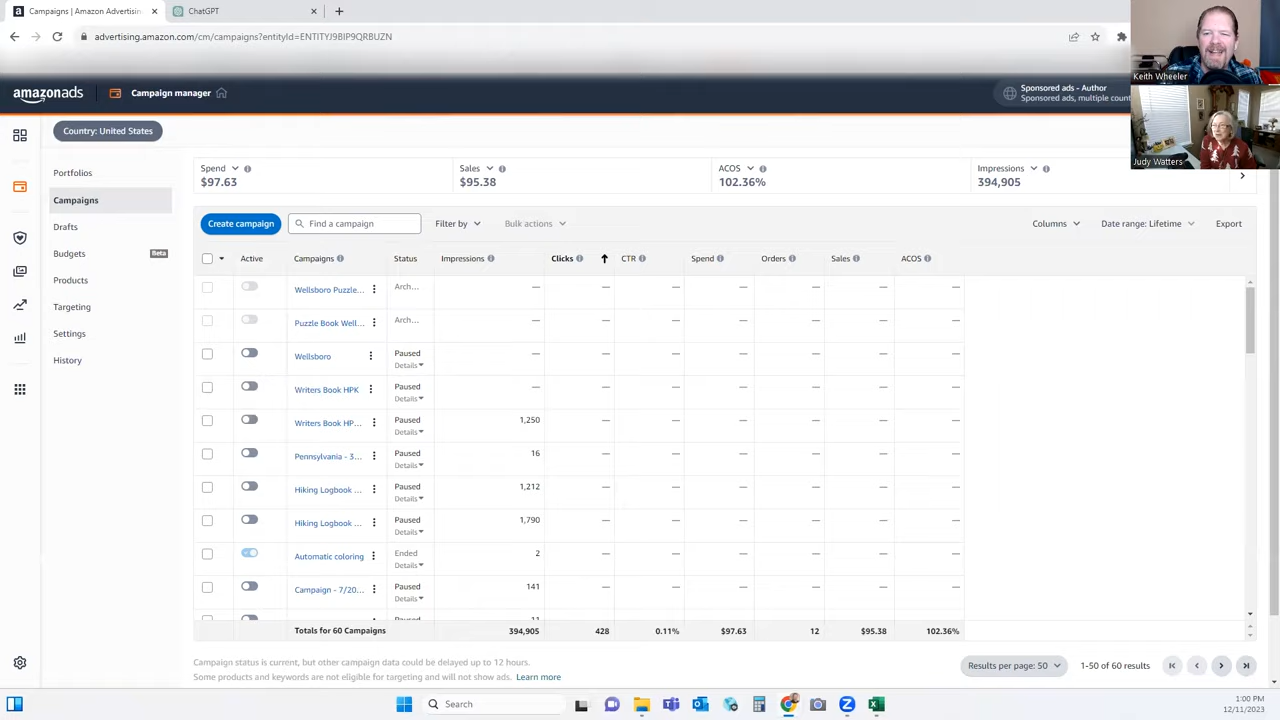 Campaigns | Amazon Advertising
ChatGPT
advertising.amazon.com/cm/campaigns?entityId=ENTITYJ9BIP9QRBUZN
amazonads
Campaign manager
Sponsored ads - Author
Sponsored ads, multiple count
Keith Wheeler
Judy Watters
Country: United States
Portfolios
Campaigns
Drafts
Budgets Beta
Products
Targeting
Settings
History
Spend
$97.63
Sales
$95.38
ACOS
102.36%
Impressions
394,905
Create campaign
Find a campaign
Filter by
Bulk actions
Columns
Date range: Lifetime
Export
Active Campaigns Status Impressions Clicks CTR Spend Orders Sales ACOS
Wellsboro Puzzle... Arch... — — — — — — —
Puzzle Book Well... Arch... — — — — — — —
Wellsboro Paused — — — — — — —
Details
Writers Book HPK Paused — — — — — — —
Details
Writers Book HP... Paused 1,250 — — — — — —
Details
Pennsylvania - 3... Paused 16 — — — — — —
Details
Hiking Logbook ... Paused 1,212 — — — — — —
Details
Hiking Logbook ... Paused 1,790 — — — — — —
Details
Automatic coloring Ended 2 — — — — — —
Details
Campaign - 7/20... Paused 141 — — — — — —
Details
Totals for 60 Campaigns 394,905 428 0.11% $97.63 12 $95.38 102.36%
Campaign status is current, but other campaign data could be delayed up to 12 hours.
Some products and keywords are not eligible for targeting and will not show ads. Learn more
Results per page: 50
1-50 of 60 results
Search
1:00 PM
12/11/2023